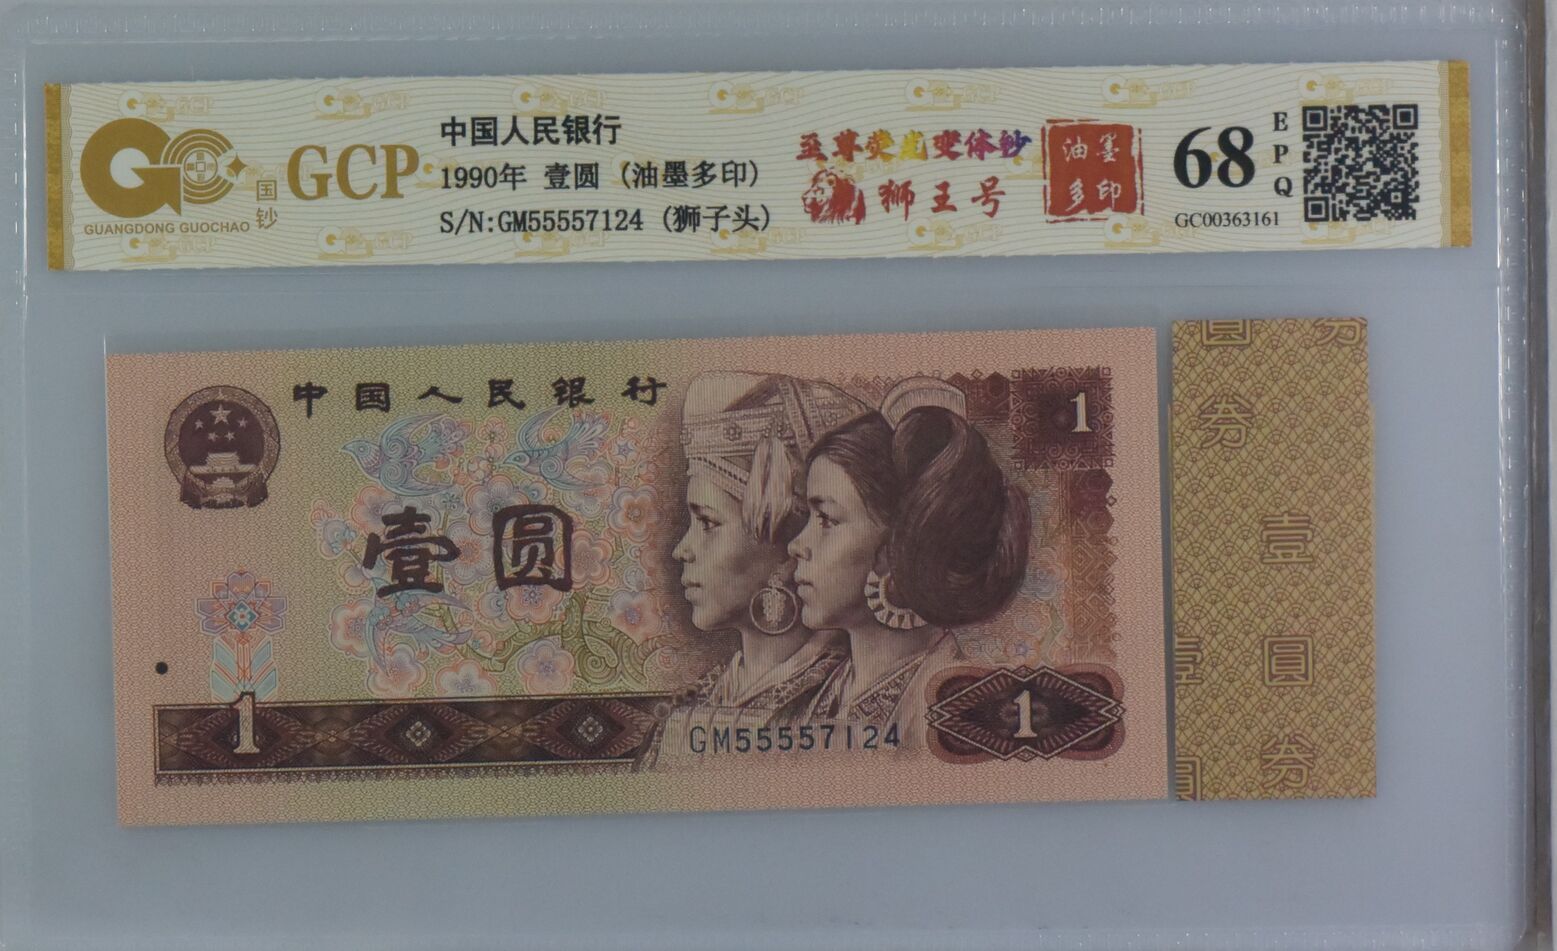 GCP
国钞
GUANGDONG GUOCHAO
中国人民银行
1990年 壹圆 (油墨多印)
S/N:GM55557124 (狮子头)
至尊荧光变体钞
狮王号
油墨
多印
68
EPQ
GC00363161
中国人民银行
1
壹圆
1
GM55557124
1
圆 券
券
壹
壹 圓
圓 券